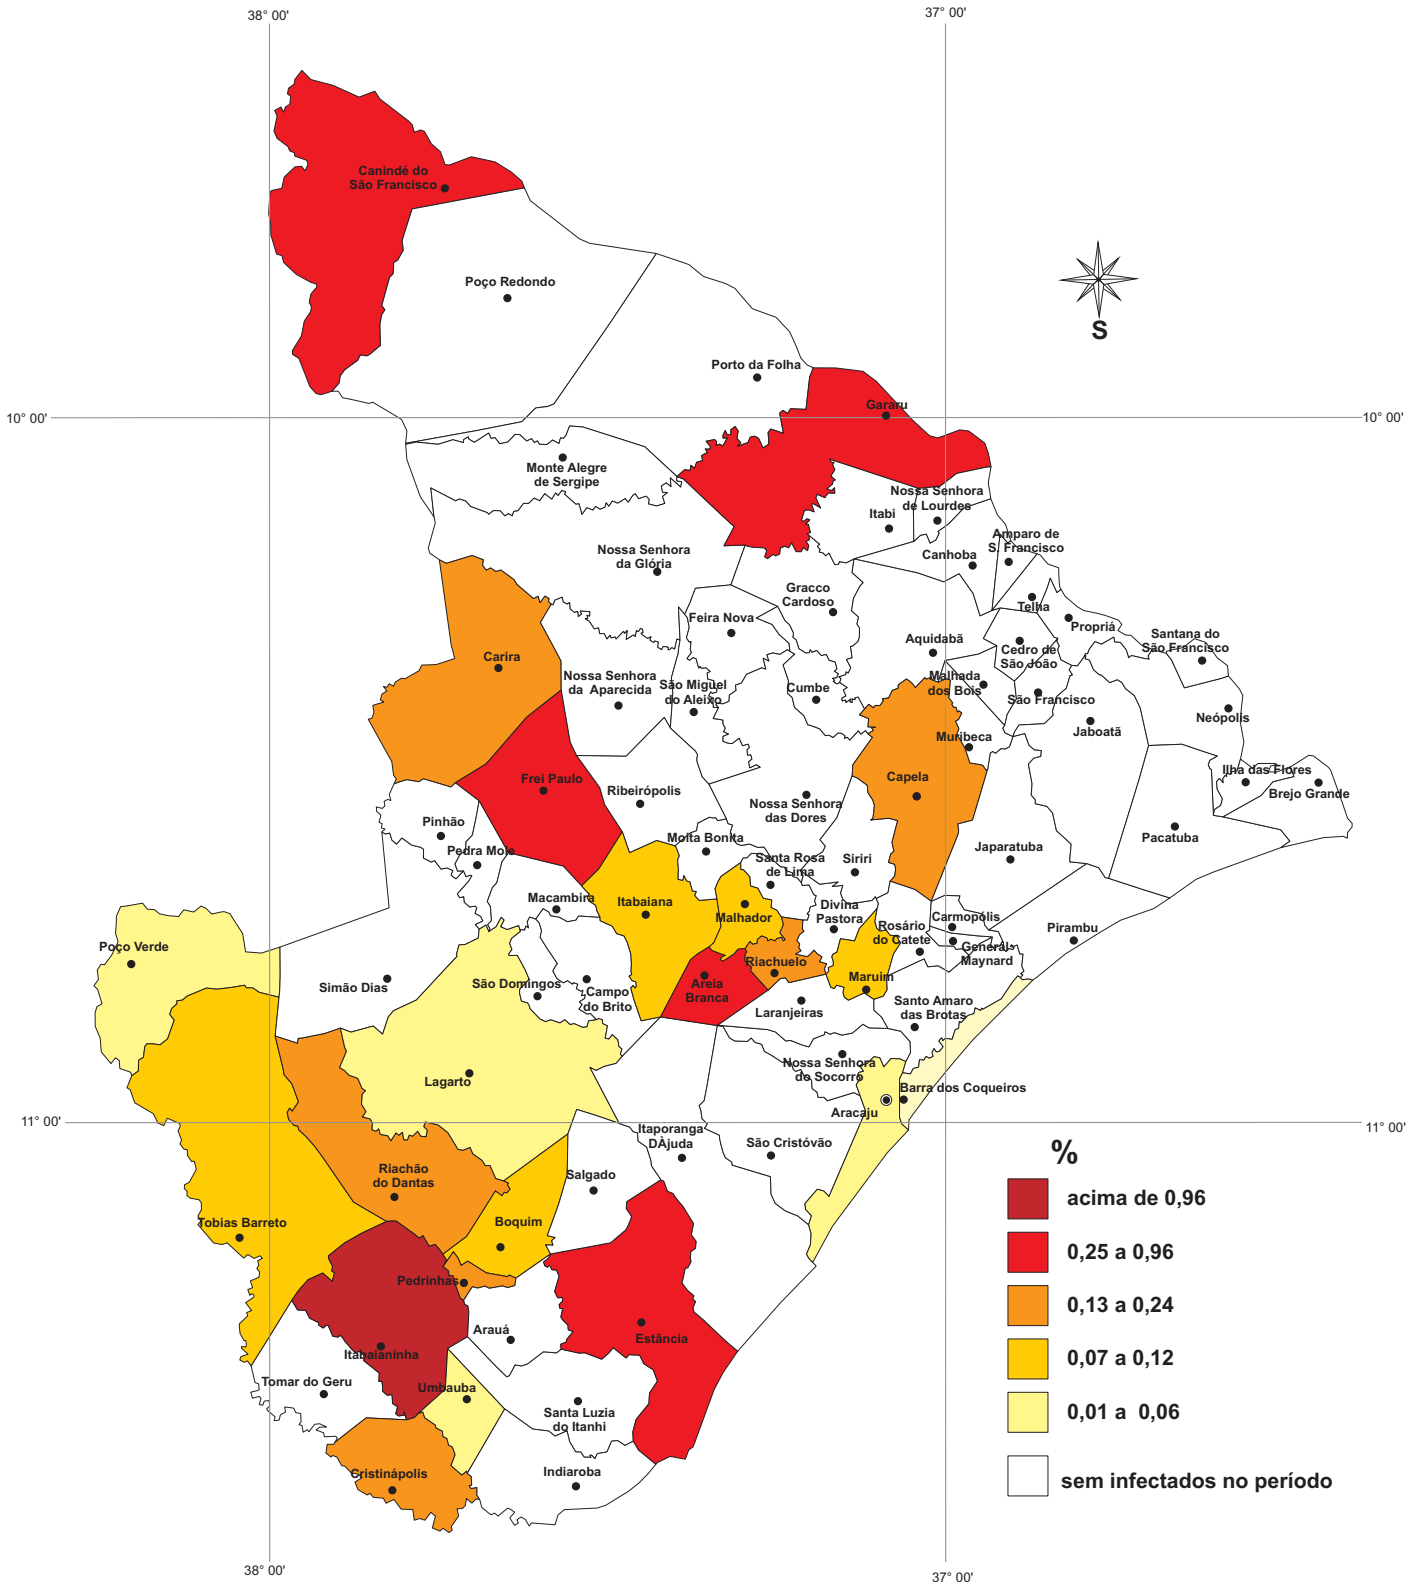 38° 00'
37° 00'
Canindé do
São Francisco
Poço Redondo
S
Porto da Folha
Gararu
10° 00'
10° 00'
Monte Alegre
de Sergipe
Nossa Senhora
de Lourdes
Itabi
Amparo de
S. Francisco
Canhoba
Nossa Senhora
da Glória
Gracco
Cardoso
Telha
Feira Nova
Propriá
Santana do
São Francisco
Aquidabã
Cedro de
São João
Carira
Nossa Senhora
da Aparecida
São Miguel
do Aleixo
Cumbe
Malhada
dos Bois
São Francisco
Neópolis
Jaboatã
Muribeca
Ilha das Flores
Brejo Grande
Frei Paulo
Ribeirópolis
Capela
Nossa Senhora
das Dores
Pinhão
Pedra Mole
Moita Bonita
Santa Rosa
de Lima
Siriri
Japaratuba
Pacatuba
Macambira
Itabaiana
Malhador
Divina
Pastora
Rosário
do Catete
Carmopólis
General
Maynard
Pirambu
Poço Verde
Simão Dias
São Domingos
Campo
do Brito
Areia
Branca
Riachuelo
Maruim
Laranjeiras
Santo Amaro
das Brotas
Lagarto
Nossa Senhora
do Socorro
Barra dos Coqueiros
Aracaju
11° 00'
11° 00'
Itaporanga
DÀjuda
São Cristóvão
Riachão
do Dantas
Salgado
Tobias Barreto
Boquim
Pedrinhas
Arauá
Estância
Itabaianinha
Tomar do Geru
Umbauba
Santa Luzia
do Itanhi
Cristinápolis
Indiaroba
%
acima de 0,96
0,25 a 0,96
0,13 a 0,24
0,07 a 0,12
0,01 a 0,06
sem infectados no período
38° 00'
37° 00'